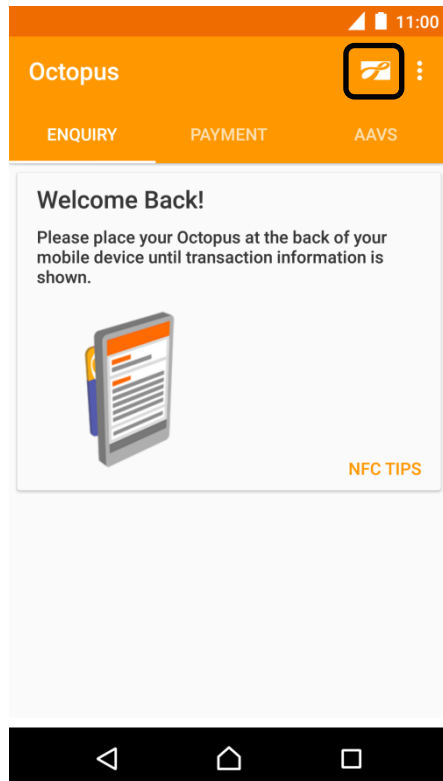 11:00
Octopus
ENQUIRY PAYMENT AAVS
Welcome Back!
Please place your Octopus at the back of your
mobile device until transaction information is
shown.
NFC TIPS